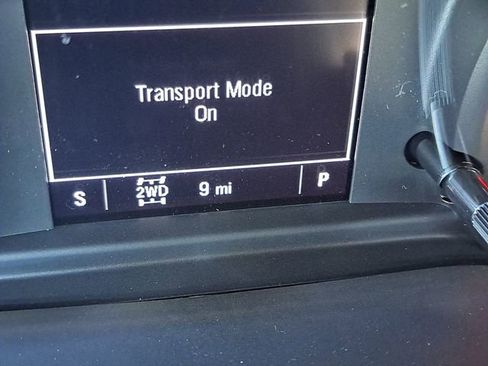 Transport Mode
On
S 2WD 9 mi P